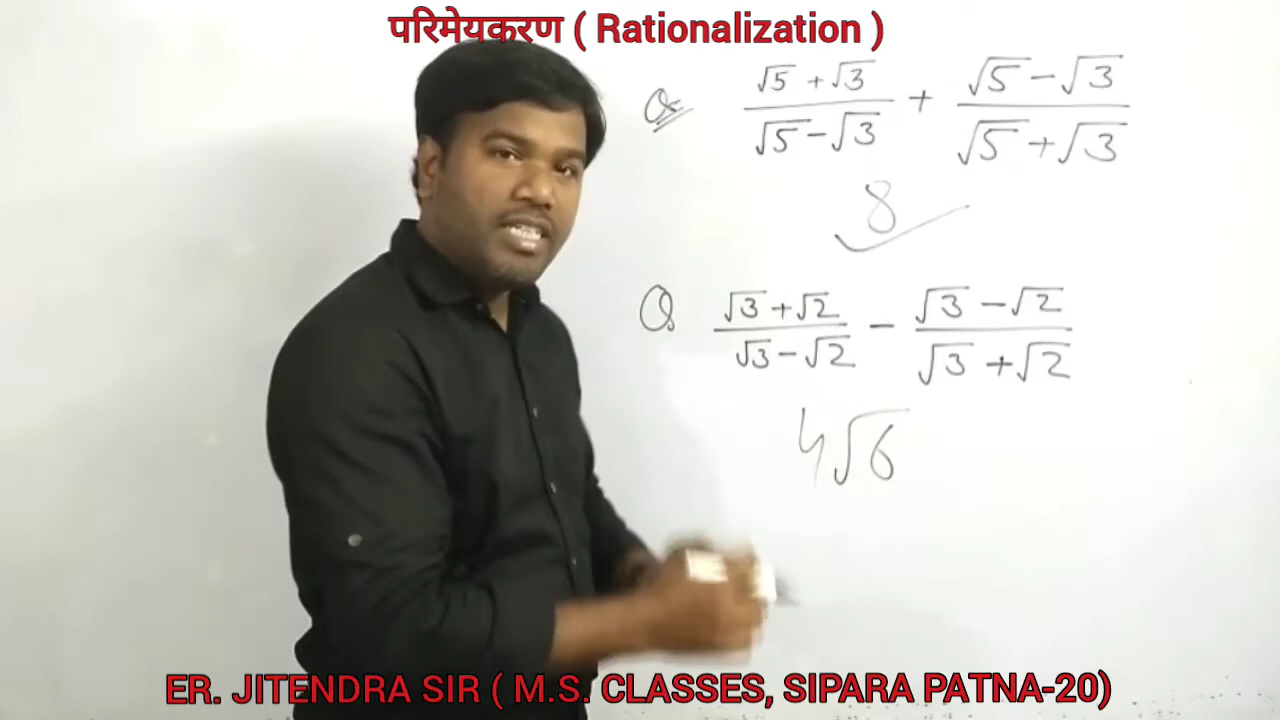 परिमेयकरण ( Rationalization )
Q. (√5 + √3)/(√5 - √3) + (√5 - √3)/(√5 + √3)
8
Q. (√3 + √2)/(√3 - √2) - (√3 - √2)/(√3 + √2)
4√6
ER. JITENDRA SIR ( M.S. CLASSES, SIPARA PATNA-20)